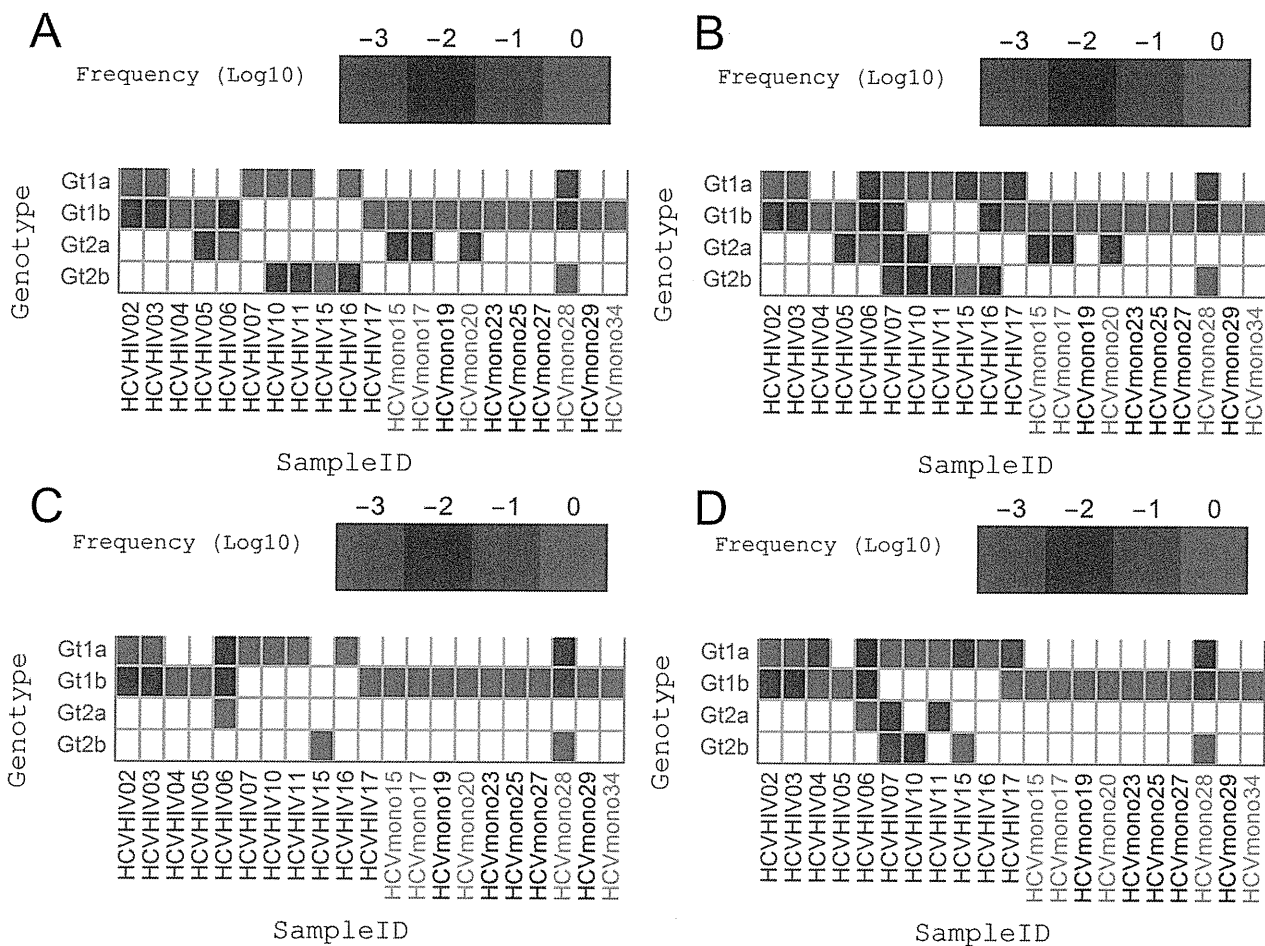 A
−3 −2 −1 0
Frequency (Log10)
Genotype
Gt1a
Gt1b
Gt2a
Gt2b
HCVHIV02
HCVHIV03
HCVHIV04
HCVHIV05
HCVHIV06
HCVHIV07
HCVHIV10
HCVHIV11
HCVHIV15
HCVHIV16
HCVHIV17
HCVmono15
HCVmono17
HCVmono19
HCVmono20
HCVmono23
HCVmono25
HCVmono27
HCVmono28
HCVmono29
HCVmono34
SampleID
B
−3 −2 −1 0
Frequency (Log10)
Genotype
Gt1a
Gt1b
Gt2a
Gt2b
HCVHIV02
HCVHIV03
HCVHIV04
HCVHIV05
HCVHIV06
HCVHIV07
HCVHIV10
HCVHIV11
HCVHIV15
HCVHIV16
HCVHIV17
HCVmono15
HCVmono17
HCVmono19
HCVmono20
HCVmono23
HCVmono25
HCVmono27
HCVmono28
HCVmono29
HCVmono34
SampleID
C
−3 −2 −1 0
Frequency (Log10)
Genotype
Gt1a
Gt1b
Gt2a
Gt2b
HCVHIV02
HCVHIV03
HCVHIV04
HCVHIV05
HCVHIV06
HCVHIV07
HCVHIV10
HCVHIV11
HCVHIV15
HCVHIV16
HCVHIV17
HCVmono15
HCVmono17
HCVmono19
HCVmono20
HCVmono23
HCVmono25
HCVmono27
HCVmono28
HCVmono29
HCVmono34
SampleID
D
−3 −2 −1 0
Frequency (Log10)
Genotype
Gt1a
Gt1b
Gt2a
Gt2b
HCVHIV02
HCVHIV03
HCVHIV04
HCVHIV05
HCVHIV06
HCVHIV07
HCVHIV10
HCVHIV11
HCVHIV15
HCVHIV16
HCVHIV17
HCVmono15
HCVmono17
HCVmono19
HCVmono20
HCVmono23
HCVmono25
HCVmono27
HCVmono28
HCVmono29
HCVmono34
SampleID